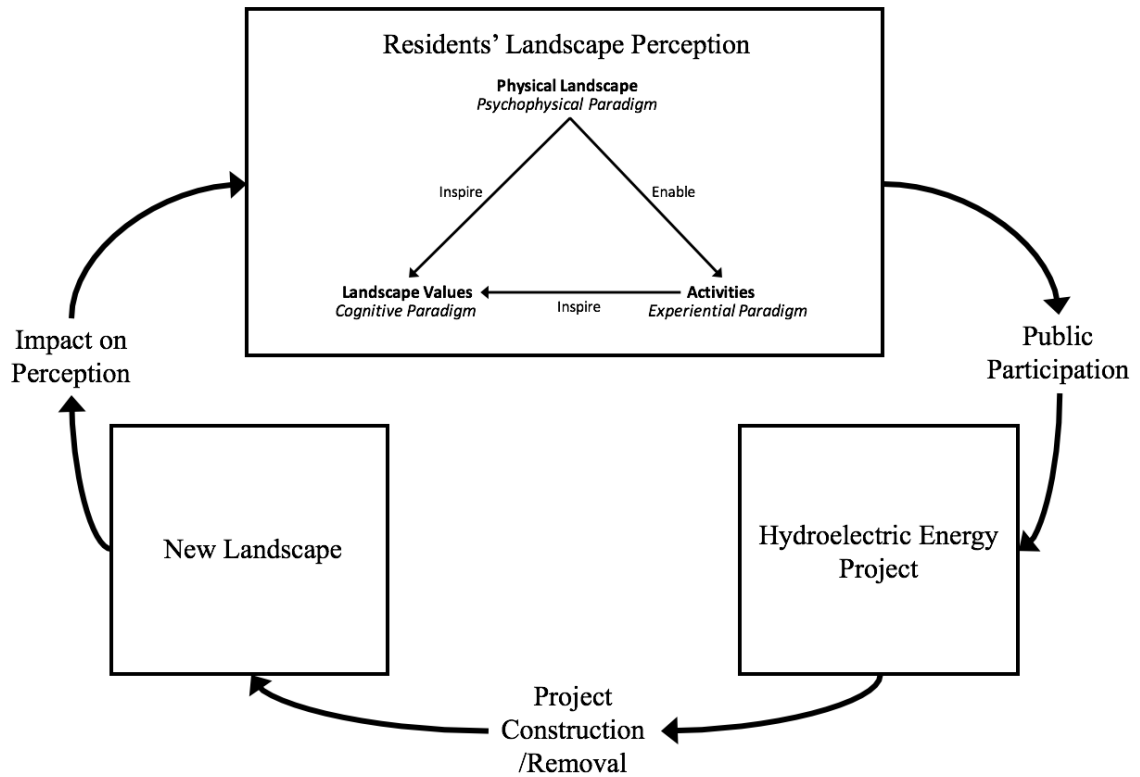 Residents’ Landscape Perception
Physical Landscape
Psychophysical Paradigm
Inspire
Enable
Landscape Values
Cognitive Paradigm
Inspire
Activities
Experiential Paradigm
Public
Participation
Hydroelectric Energy
Project
Project
Construction
/Removal
New Landscape
Impact on
Perception